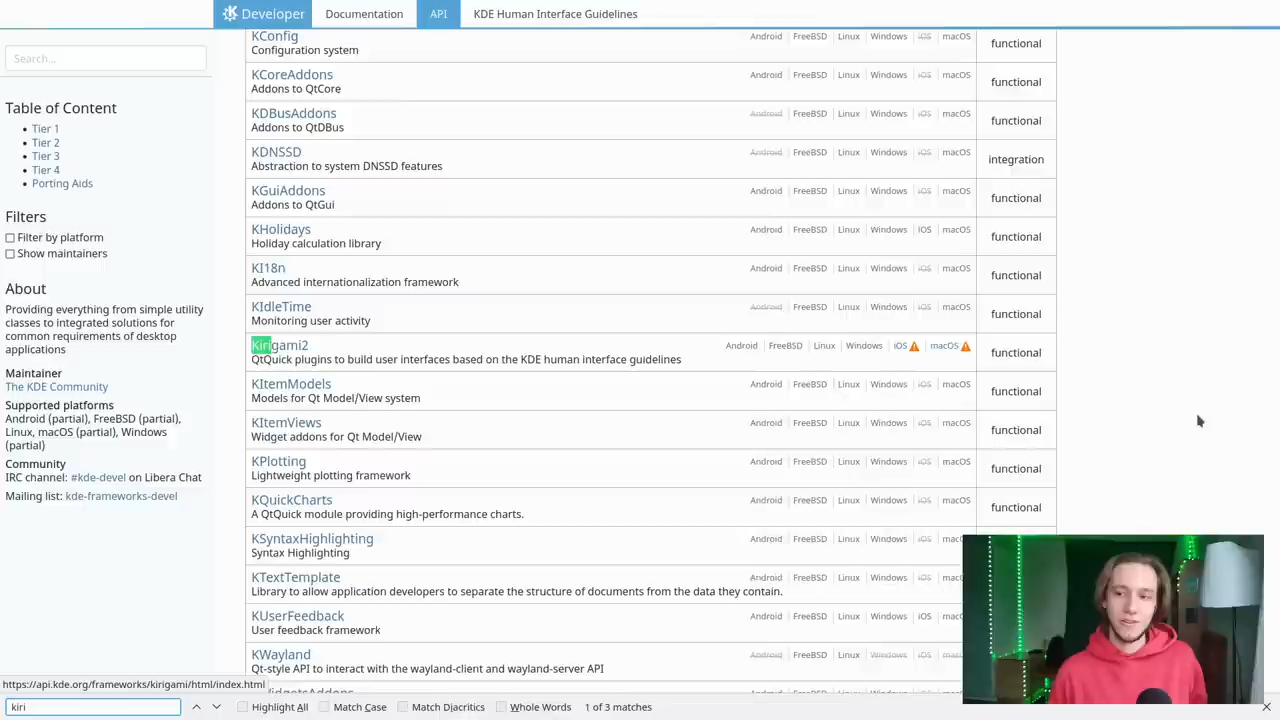 Developer
Documentation
API
KDE Human Interface Guidelines
Search...
Table of Content
Tier 1
Tier 2
Tier 3
Tier 4
Porting Aids
Filters
Filter by platform
Show maintainers
About
Providing everything from simple utility
classes to integrated solutions for
common requirements of desktop
applications
Maintainer
The KDE Community
Supported platforms
Android (partial), FreeBSD (partial),
Linux, macOS (partial), Windows
(partial)
Community
IRC channel: #kde-devel on Libera Chat
Mailing list: kde-frameworks-devel
KConfig Android FreeBSD Linux Windows iOS macOS
Configuration system functional
KCoreAddons Android FreeBSD Linux Windows iOS macOS
Addons to QtCore functional
KDBusAddons Android FreeBSD Linux Windows iOS macOS
Addons to QtDBus functional
KDNSSD Android FreeBSD Linux Windows iOS macOS
Abstraction to system DNSSD features integration
KGuiAddons Android FreeBSD Linux Windows iOS macOS
Addons to QtGui functional
KHolidays Android FreeBSD Linux Windows iOS macOS
Holiday calculation library functional
KI18n Android FreeBSD Linux Windows iOS macOS
Advanced internationalization framework functional
KIdleTime Android FreeBSD Linux Windows iOS macOS
Monitoring user activity functional
Kirigami2 Android FreeBSD Linux Windows iOS macOS
QtQuick plugins to build user interfaces based on the KDE human interface guidelines functional
KItemModels Android FreeBSD Linux Windows iOS macOS
Models for Qt Model/View system functional
KItemViews Android FreeBSD Linux Windows iOS macOS
Widget addons for Qt Model/View functional
KPlotting Android FreeBSD Linux Windows iOS macOS
Lightweight plotting framework functional
KQuickCharts Android FreeBSD Linux Windows iOS macOS
A QtQuick module providing high-performance charts. functional
KSyntaxHighlighting Android FreeBSD Linux Windows iOS
Syntax Highlighting
KTextTemplate Android FreeBSD Linux Windows iOS
Library to allow application developers to separate the structure of documents from the data they contain.
KUserFeedback Android FreeBSD Linux Windows iOS
User feedback framework
KWayland Android FreeBSD Linux Windows iOS
Qt-style API to interact with the wayland-client and wayland-server API
https://api.kde.org/frameworks/kirigami/html/index.html
kiri
Highlight All
Match Case
Match Diacritics
Whole Words
1 of 3 matches